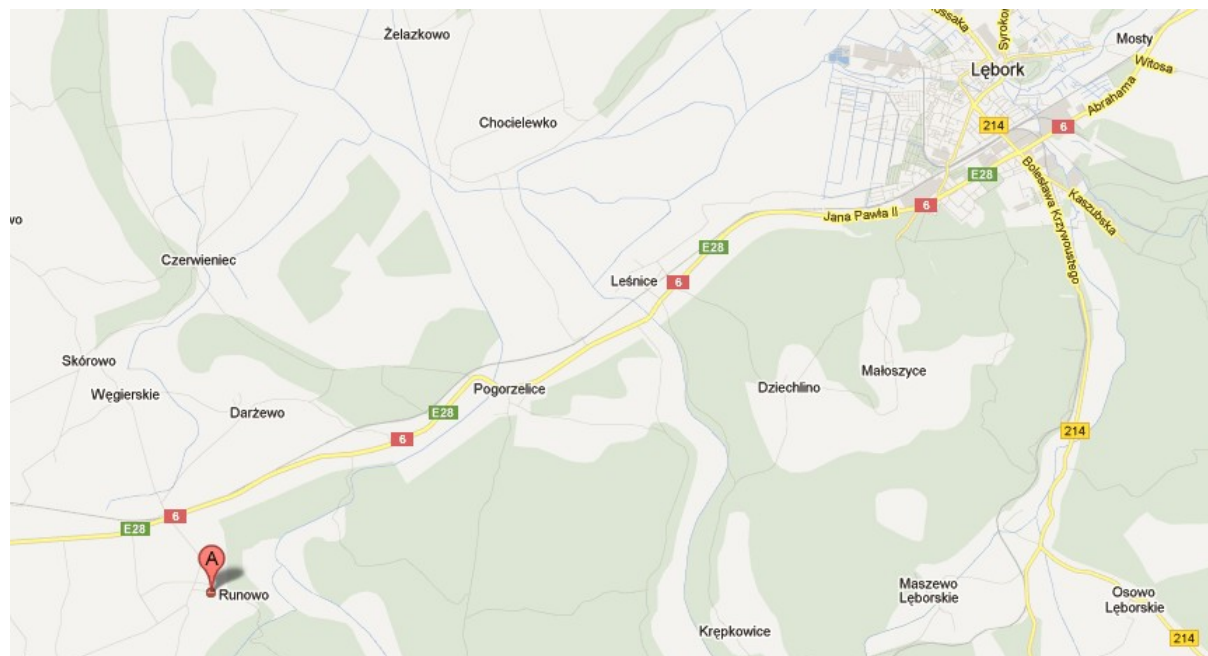 Żelazkowo
Syrokom
Mosty
Witosa
Lębork
Abrahama
Chocielewko
214
6
E28
Bolesława Krzywoustego
Kaszubska
6
Jana Pawła II
E28
Czerwieniec
Leśnice
6
Skórowo
Węgierskie
Małoszyce
Dziechlino
Pogorzelice
Darżewo
E28
6
214
6
E28
A
Runowo
Maszewo
Lęborskie
Osowo
Lęborskie
Krępkowice
214